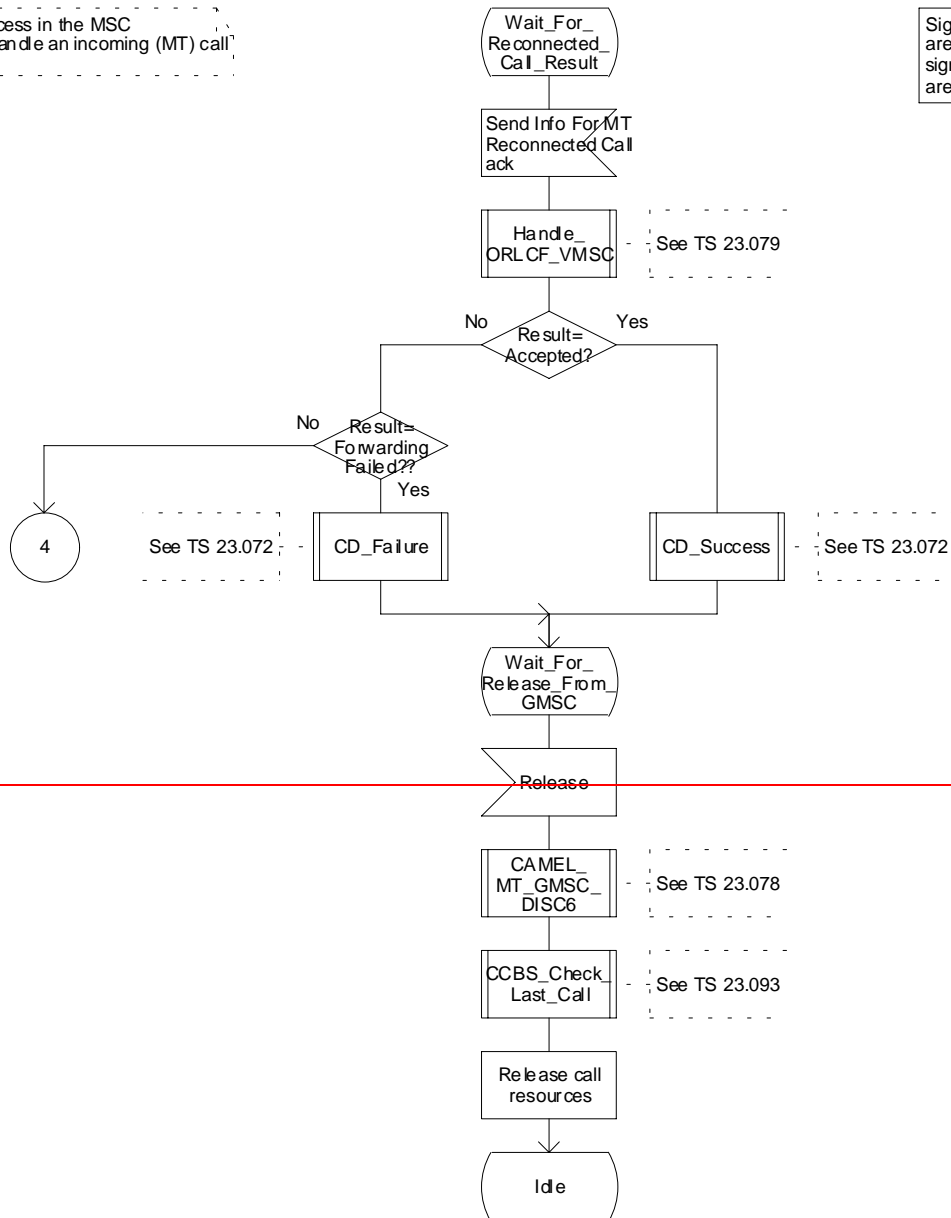 cess in the MSC
andle an incoming (MT) call
Wait_For_
Reconnected_
Call_Result
Sig
are
sign
are
Send Info For MT
Reconnected Call
ack
Handle_
ORLCF_VMSC
See TS 23.079
No
Result=
Accepted?
Yes
No
Result=
Forwarding
Failed??
Yes
4
See TS 23.072
CD_Failure
CD_Success
See TS 23.072
Wait_For_
Release_From_
GMSC
Release
CAMEL_
MT_GMSC_
DISC6
See TS 23.078
CCBS_Check_
Last_Call
See TS 23.093
Release call
resources
Idle